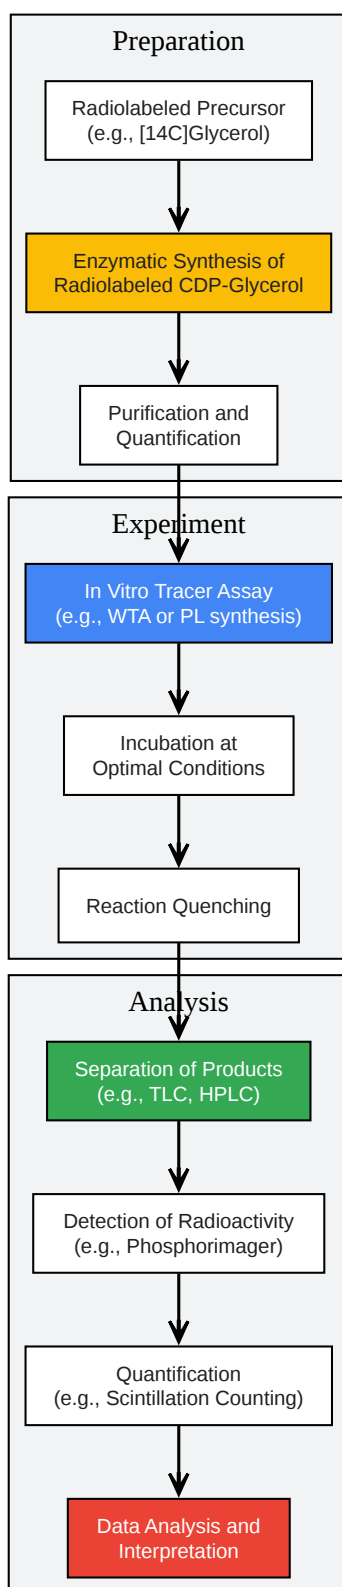 Preparation
Radiolabeled Precursor
(e.g., [14C]Glycerol)
Enzymatic Synthesis of
Radiolabeled CDP-Glycerol
Purification and
Quantification
Experiment
In Vitro Tracer Assay
(e.g., WTA or PL synthesis)
Incubation at
Optimal Conditions
Reaction Quenching
Analysis
Separation of Products
(e.g., TLC, HPLC)
Detection of Radioactivity
(e.g., Phosphorimager)
Quantification
(e.g., Scintillation Counting)
Data Analysis and
Interpretation